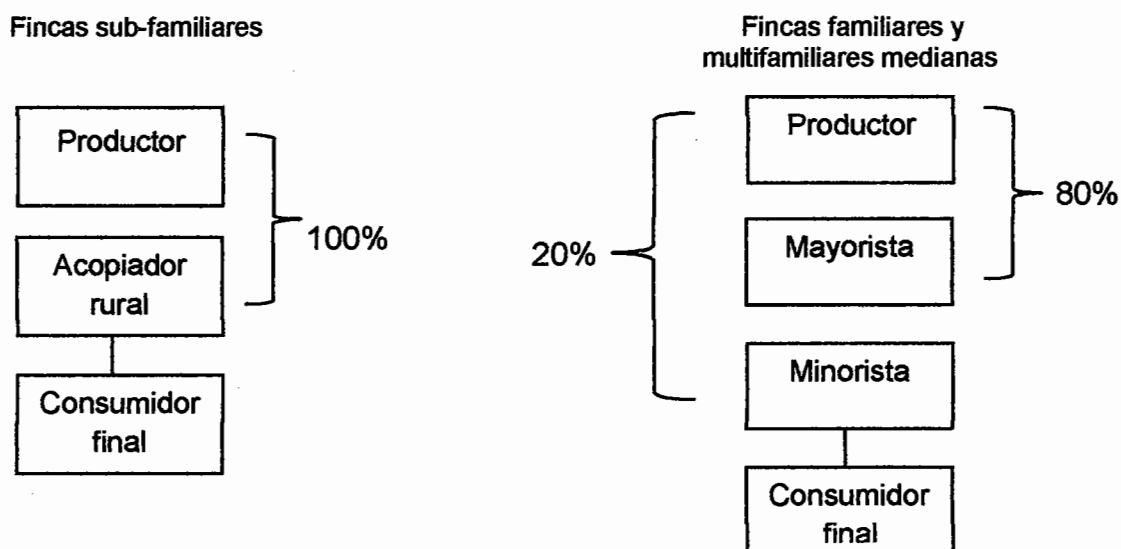 Fincas sub-familiares
Productor
100%
Acopiador
rural
Consumidor
final
Fincas familiares y
multifamiliares medianas
Productor
80%
20%
Mayorista
Minorista
Consumidor
final